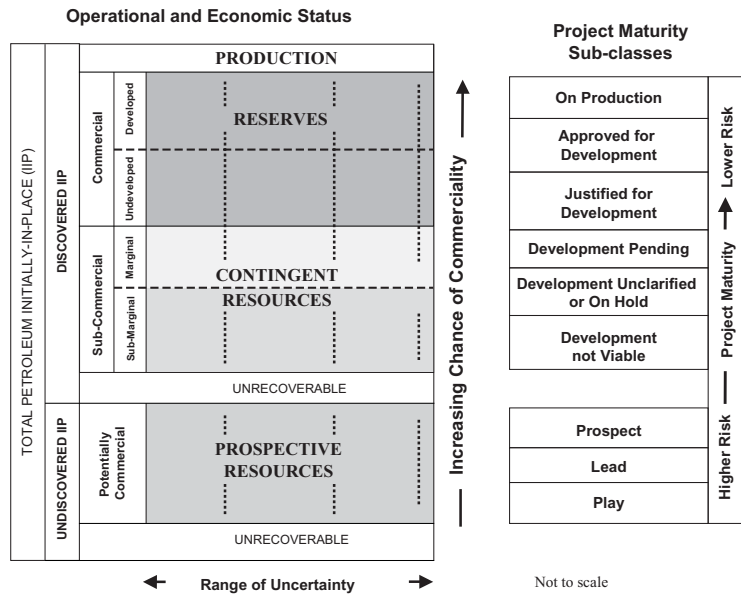 Operational and Economic Status
TOTAL PETROLEUM INITIALLY-IN-PLACE (IIP)
DISCOVERED IIP
UNDISCOVERED IIP
Commercial
Sub-Commercial
Potentially
Commercial
Developed
Undeveloped
Marginal
Sub-Marginal
PRODUCTION
RESERVES
CONTINGENT
RESOURCES
UNRECOVERABLE
PROSPECTIVE
RESOURCES
UNRECOVERABLE
Range of Uncertainty
Increasing Chance of Commerciality
Project Maturity
Sub-classes
On Production
Approved for
Development
Justified for
Development
Development Pending
Development Unclarified
or On Hold
Development
not Viable
Prospect
Lead
Play
Lower Risk
Project Maturity
Higher Risk
Not to scale